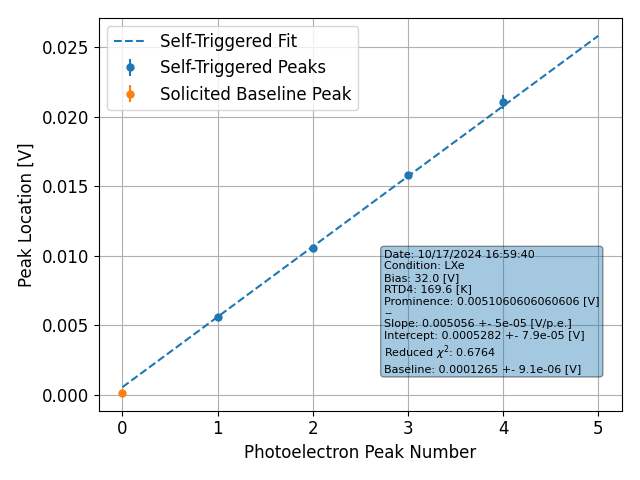 Self-Triggered Fit
Self-Triggered Peaks
Solicited Baseline Peak
0.025
0.020
0.015
0.010
0.005
0.000
Peak Location [V]
Date: 10/17/2024 16:59:40
Condition: LXe
Bias: 32.0 [V]
RTD4: 169.6 [K]
Prominence: 0.0051060606060606 [V]
--
Slope: 0.005056 +- 5e-05 [V/p.e.]
Intercept: 0.0005282 +- 7.9e-05 [V]
Reduced χ²: 0.6764
Baseline: 0.0001265 +- 9.1e-06 [V]
0 1 2 3 4 5
Photoelectron Peak Number